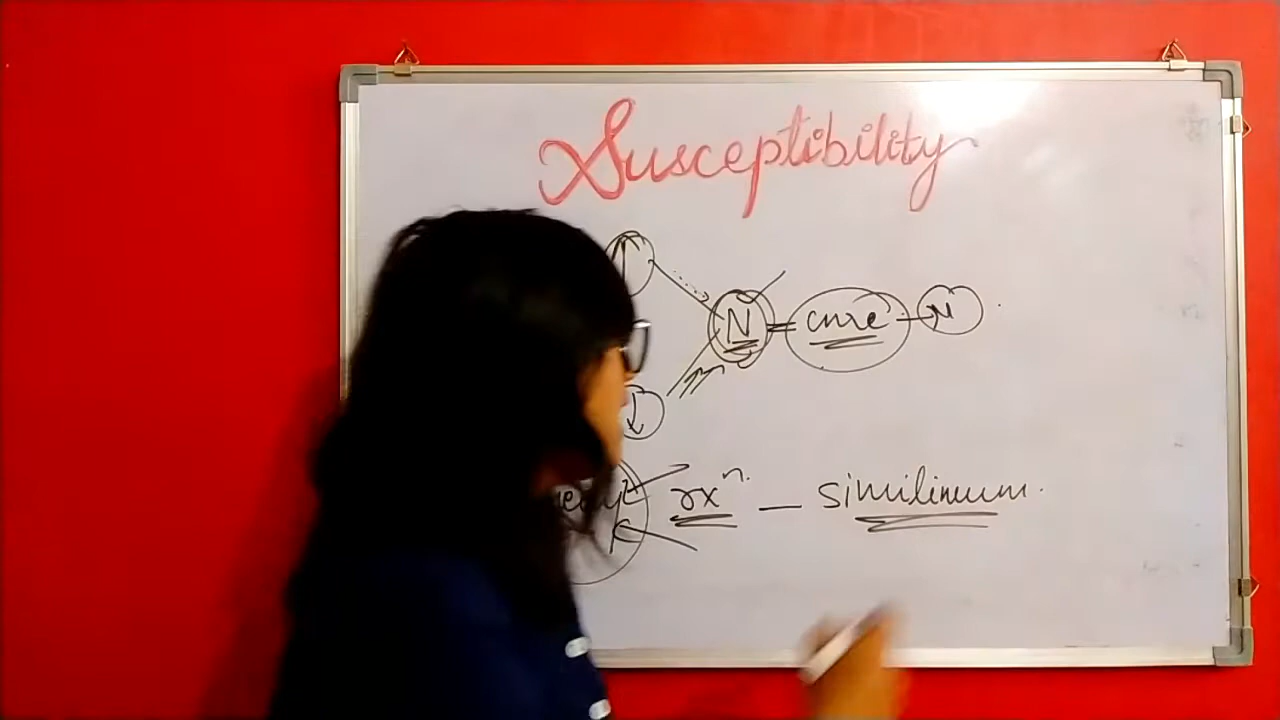 Susceptibility
↑
N = cure - N
↓
rxⁿ - similimum.